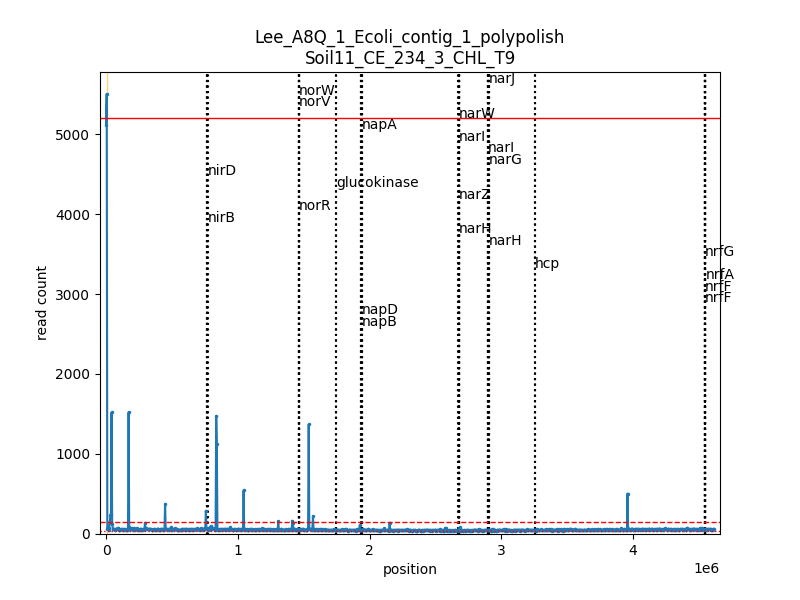 Lee_A8Q_1_Ecoli_contig_1_polypolish
Soil11_CE_234_3_CHL_T9
narJ
norW
norV
narW
napA
5000
narI
narI
narG
nirD
glucokinase
narZ
norR
4000
nirB
narH
narH
nrfG
hcp
nrfA
nrfF
3000
nrfF
napD
napB
2000
1000
0
read count
0
1
2
3
4
1e6
position